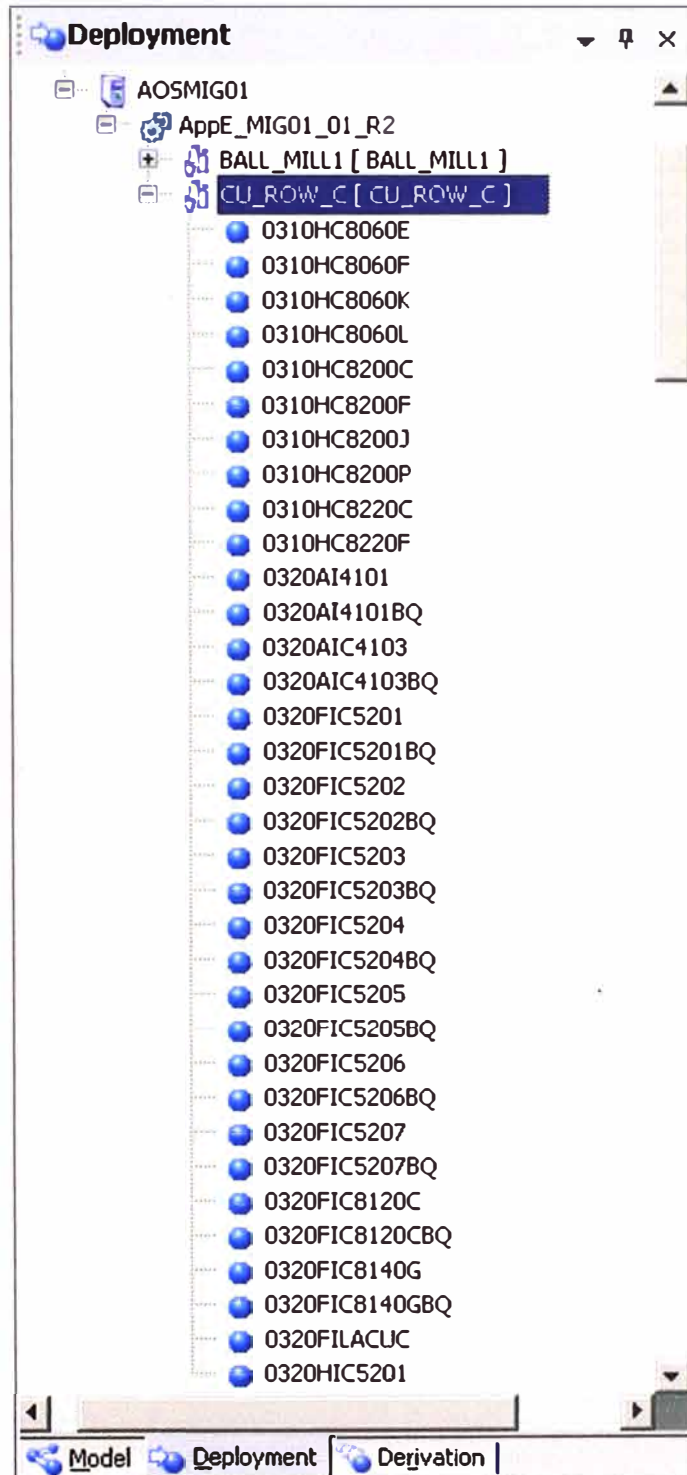 Deployment
AOSMIG01
AppE_MIG01_01_R2
BALL_MILL1 [ BALL_MILL1 ]
CU_ROW_C [ CU_ROW_C ]
0310HC8060E
0310HC8060F
0310HC8060K
0310HC8060L
0310HC8200C
0310HC8200F
0310HC8200J
0310HC8200P
0310HC8220C
0310HC8220F
0320AI4101
0320AI4101BQ
0320AIC4103
0320AIC4103BQ
0320FIC5201
0320FIC5201BQ
0320FIC5202
0320FIC5202BQ
0320FIC5203
0320FIC5203BQ
0320FIC5204
0320FIC5204BQ
0320FIC5205
0320FIC5205BQ
0320FIC5206
0320FIC5206BQ
0320FIC5207
0320FIC5207BQ
0320FIC8120C
0320FIC8120CBQ
0320FIC8140G
0320FIC8140GBQ
0320FILACUC
0320HIC5201
Model Deployment Derivation